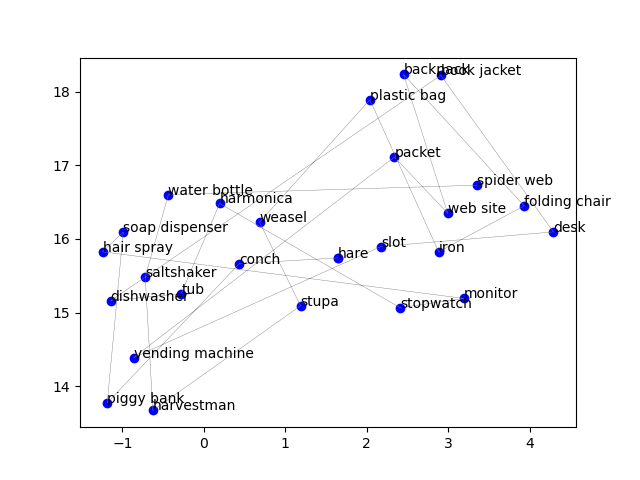 backpack
book jacket
plastic bag
packet
spider web
water bottle
harmonica
folding chair
web site
weasel
soap dispenser
desk
hair spray
iron
slot
hare
conch
saltshaker
tub
dishwasher
monitor
stupa
stopwatch
vending machine
piggy bank
harvestman
18
17
16
15
14
−1
0
1
2
3
4